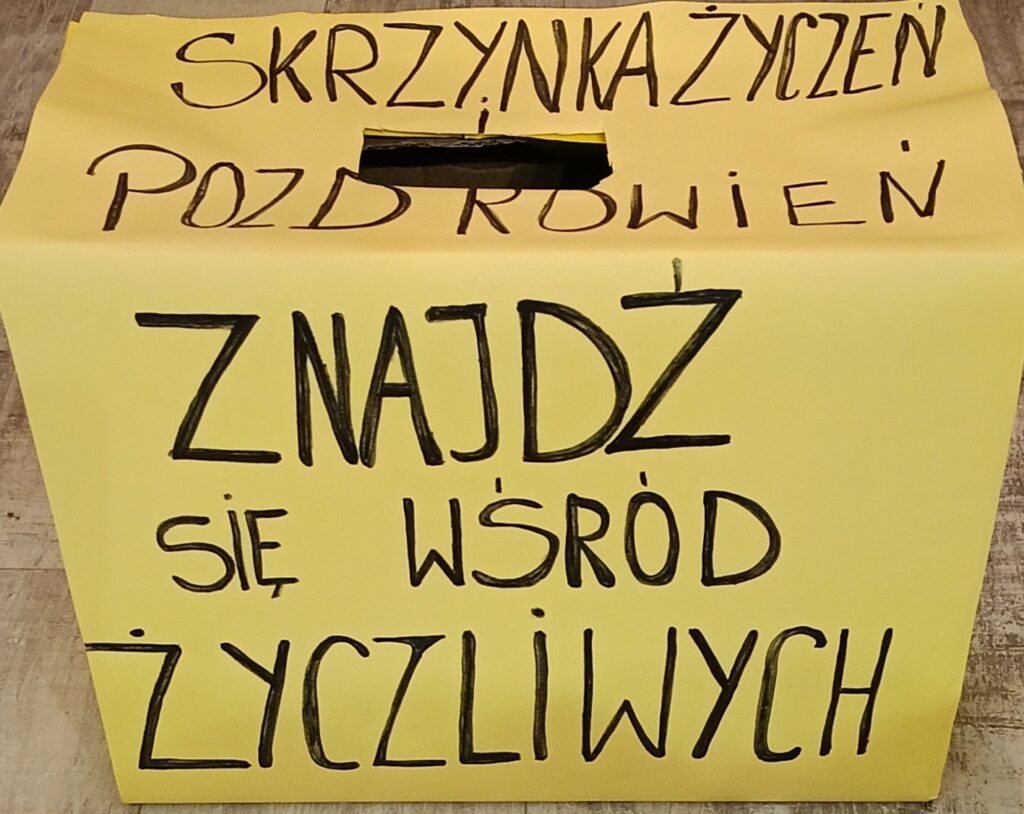 SKRZYNKA ŻYCZEŃ
i
POZDROWIEŃ
ZNAJDŹ
SIĘ WŚRÓD
ŻYCZLIWYCH